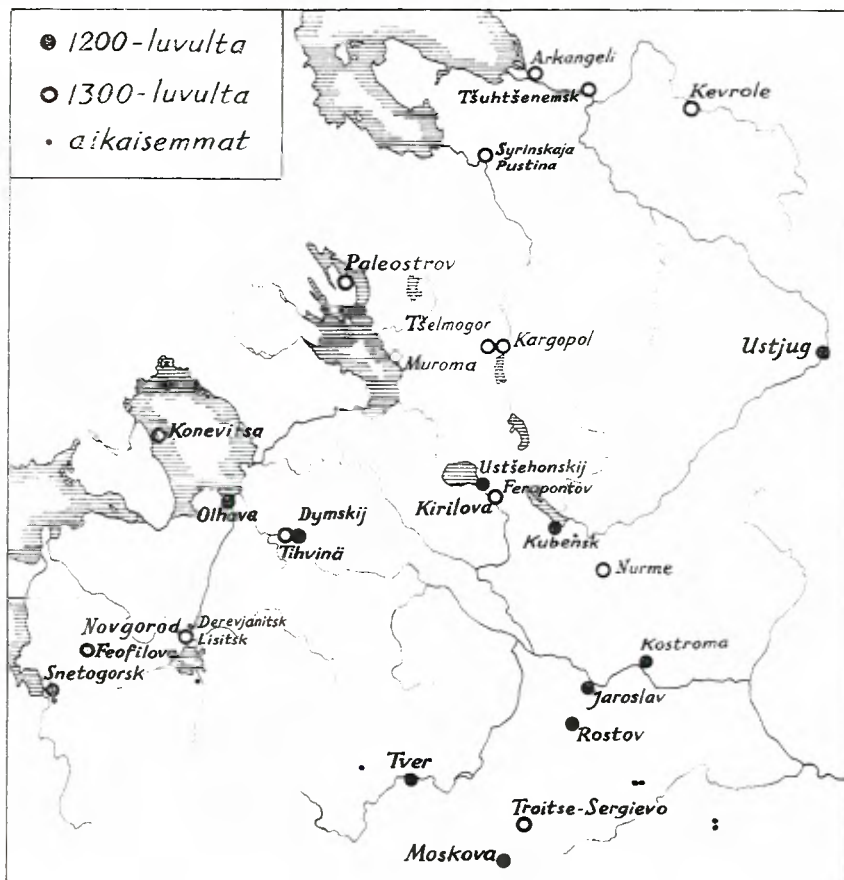 1200-luvulta
1300-luvulta
aikaisemmat
Arkangeli
Tšuhtšenemsk
Kevrole
Syrinskaja
Pustina
Paleostrov
Tšelmogor
Kargopol
Muroma
Ustjug
Konevitsa
Ustšehonskij
Feropontov
Kirilova
Olhava
Dymskij
Tihvinä
Kubensk
Nurme
Novgorod
Derevjanitsk
Lisitsk
Feofilov
Snetogorsk
Kostroma
Jaroslav
Rostov
Tver
Troitse-Sergievo
Moskova